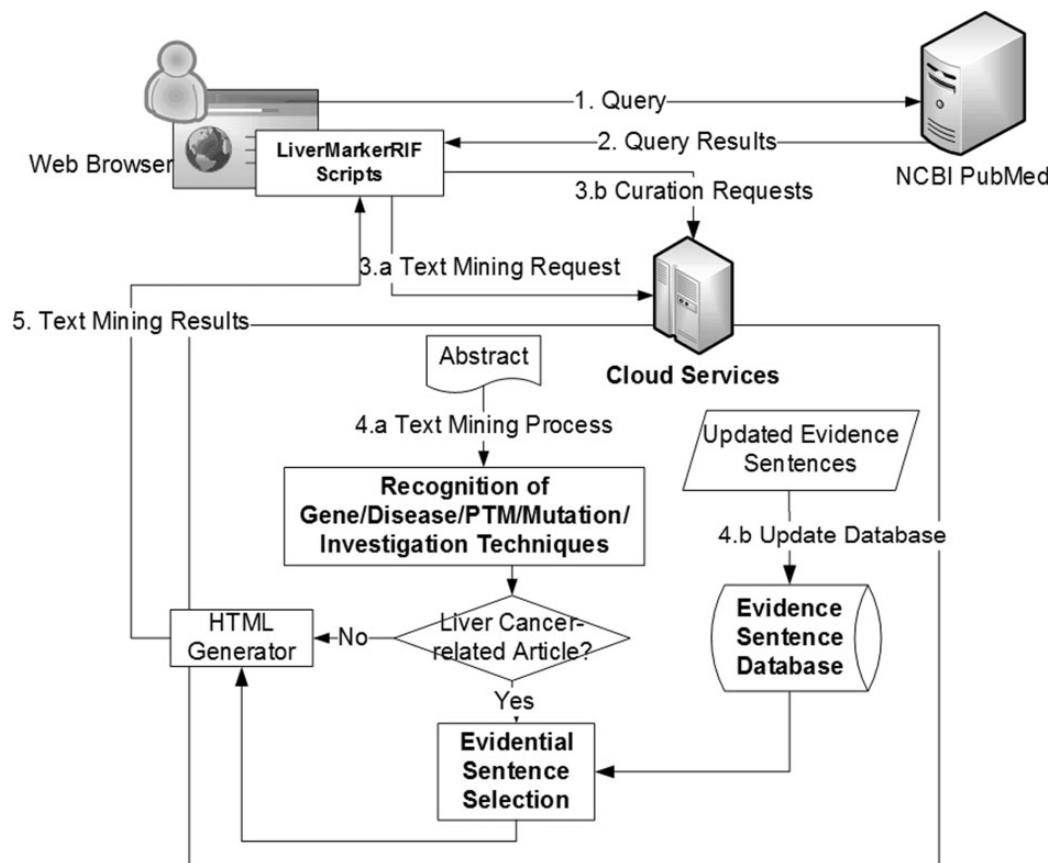 1. Query
2. Query Results
Web Browser
LiverMarkerRIF
Scripts
NCBI PubMed
3.b Curation Requests
3.a Text Mining Request
5. Text Mining Results
Cloud Services
Abstract
4.a Text Mining Process
Updated Evidence
Sentences
Recognition of
Gene/Disease/PTM/Mutation/
Investigation Techniques
4.b Update Database
HTML
Generator
No
Liver Cancer-
related Article?
Evidence
Sentence
Database
Yes
Evidential
Sentence
Selection